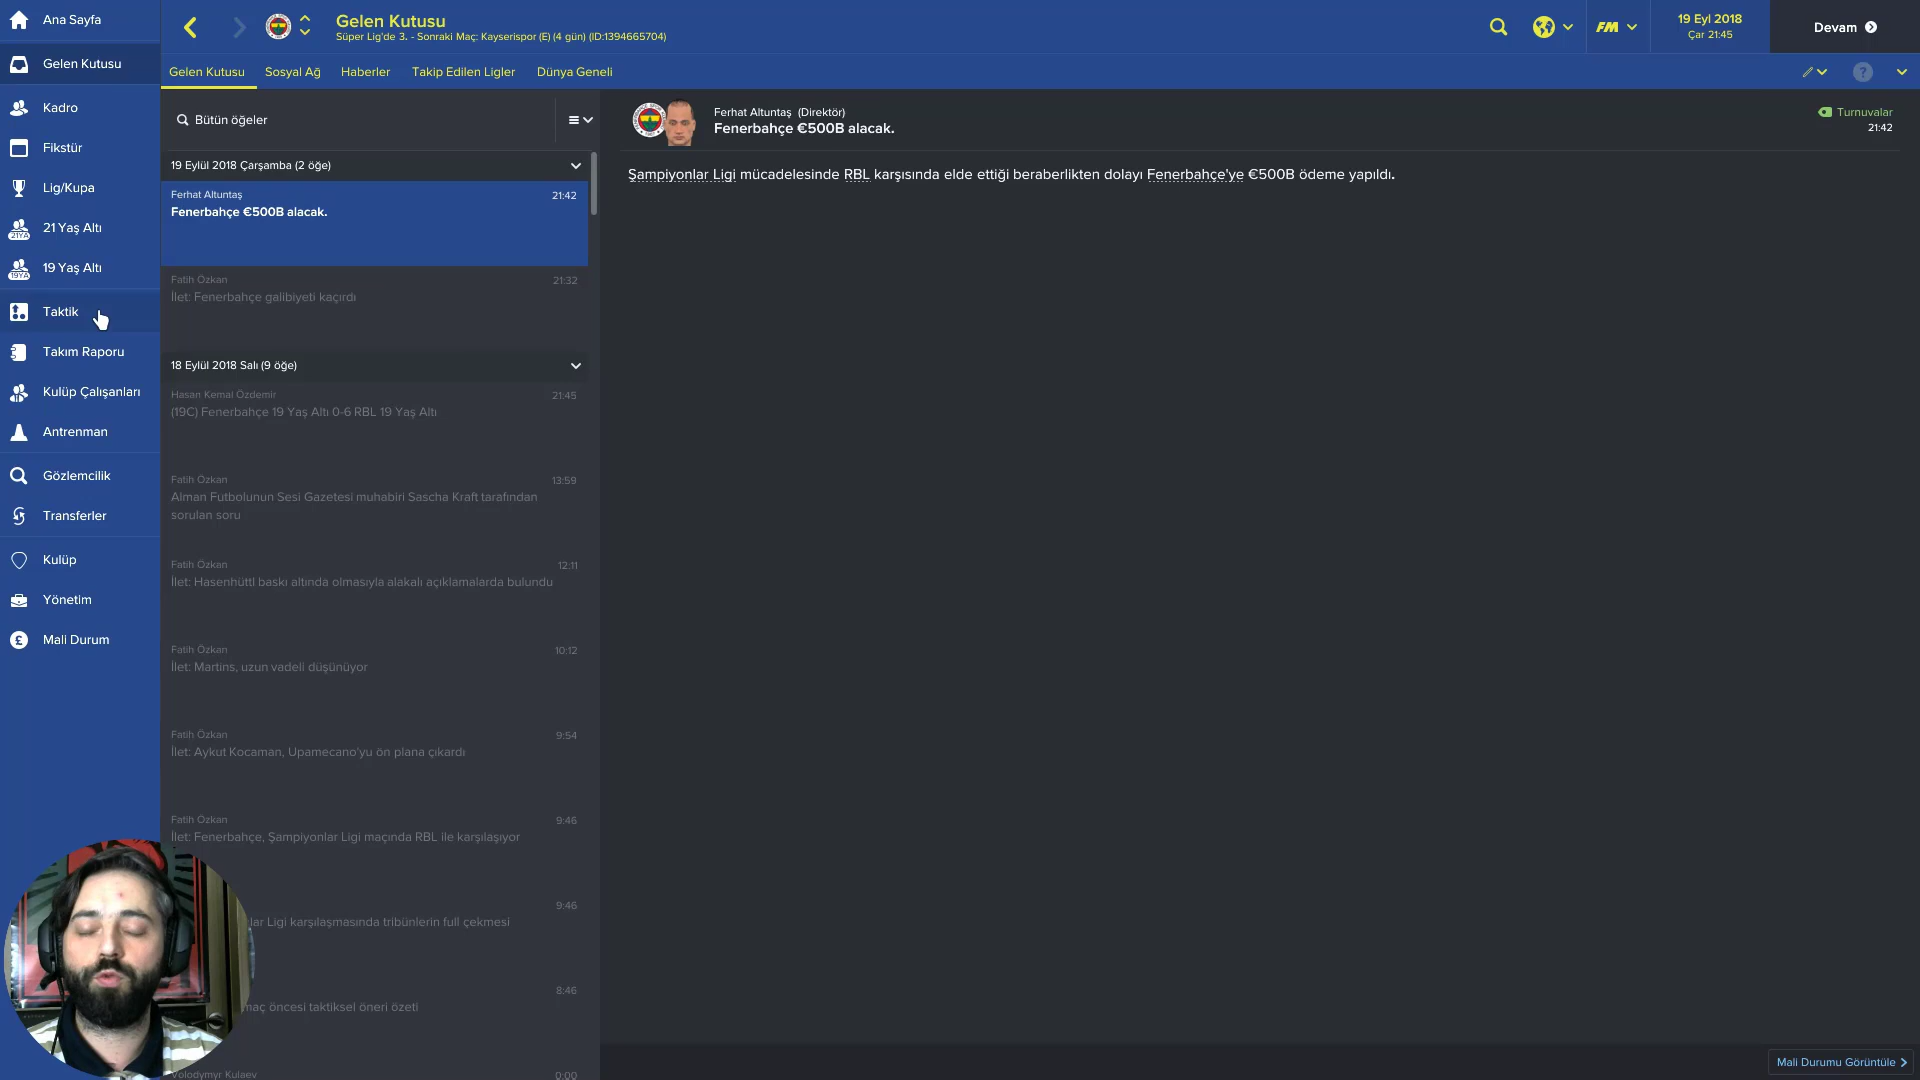 Ana Sayfa
Gelen Kutusu
Kadro
Fikstür
Lig/Kupa
21 Yaş Altı
19 Yaş Altı
Taktik
Takım Raporu
Kulüp Çalışanları
Antrenman
Gözlemcilik
Transferler
Kulüp
Yönetim
Mali Durum
Gelen Kutusu
Süper Lig'de 3. - Sonraki Maç: Kayserispor (E) (4 gün) (ID:1394665704)
FM
19 Eyl 2018
Çar 21:45
Devam
Gelen Kutusu Sosyal Ağ Haberler Takip Edilen Ligler Dünya Geneli
Bütün öğeler
19 Eylül 2018 Çarşamba (2 öğe)
Ferhat Altuntaş 21:42
Fenerbahçe €500B alacak.
Fatih Özkan 21:32
İlet: Fenerbahçe galibiyeti kaçırdı
18 Eylül 2018 Salı (9 öğe)
Hasan Kemal Özdemir 21:45
(19C) Fenerbahçe 19 Yaş Altı 0-6 RBL 19 Yaş Altı
Fatih Özkan 13:59
Alman Futbolunun Sesi Gazetesi muhabiri Sascha Kraft tarafından
sorulan soru
Fatih Özkan 12:11
İlet: Hasenhüttl baskı altında olmasıyla alakalı açıklamalarda bulundu
Fatih Özkan 10:12
İlet: Martins, uzun vadeli düşünüyor
Fatih Özkan 9:54
İlet: Aykut Kocaman, Upamecano'yu ön plana çıkardı
Fatih Özkan 9:46
İlet: Fenerbahçe, Şampiyonlar Ligi maçında RBL ile karşılaşıyor
9:46
lar Ligi karşılaşmasında tribünlerin full çekmesi
8:46
maç öncesi taktiksel öneri özeti
Volodymyr Kulaev 0:00
Ferhat Altuntaş (Direktör)
Fenerbahçe €500B alacak.
Turnuvalar
21:42
Şampiyonlar Ligi mücadelesinde RBL karşısında elde ettiği beraberlikten dolayı Fenerbahçe'ye €500B ödeme yapıldı.
Mali Durumu Görüntüle